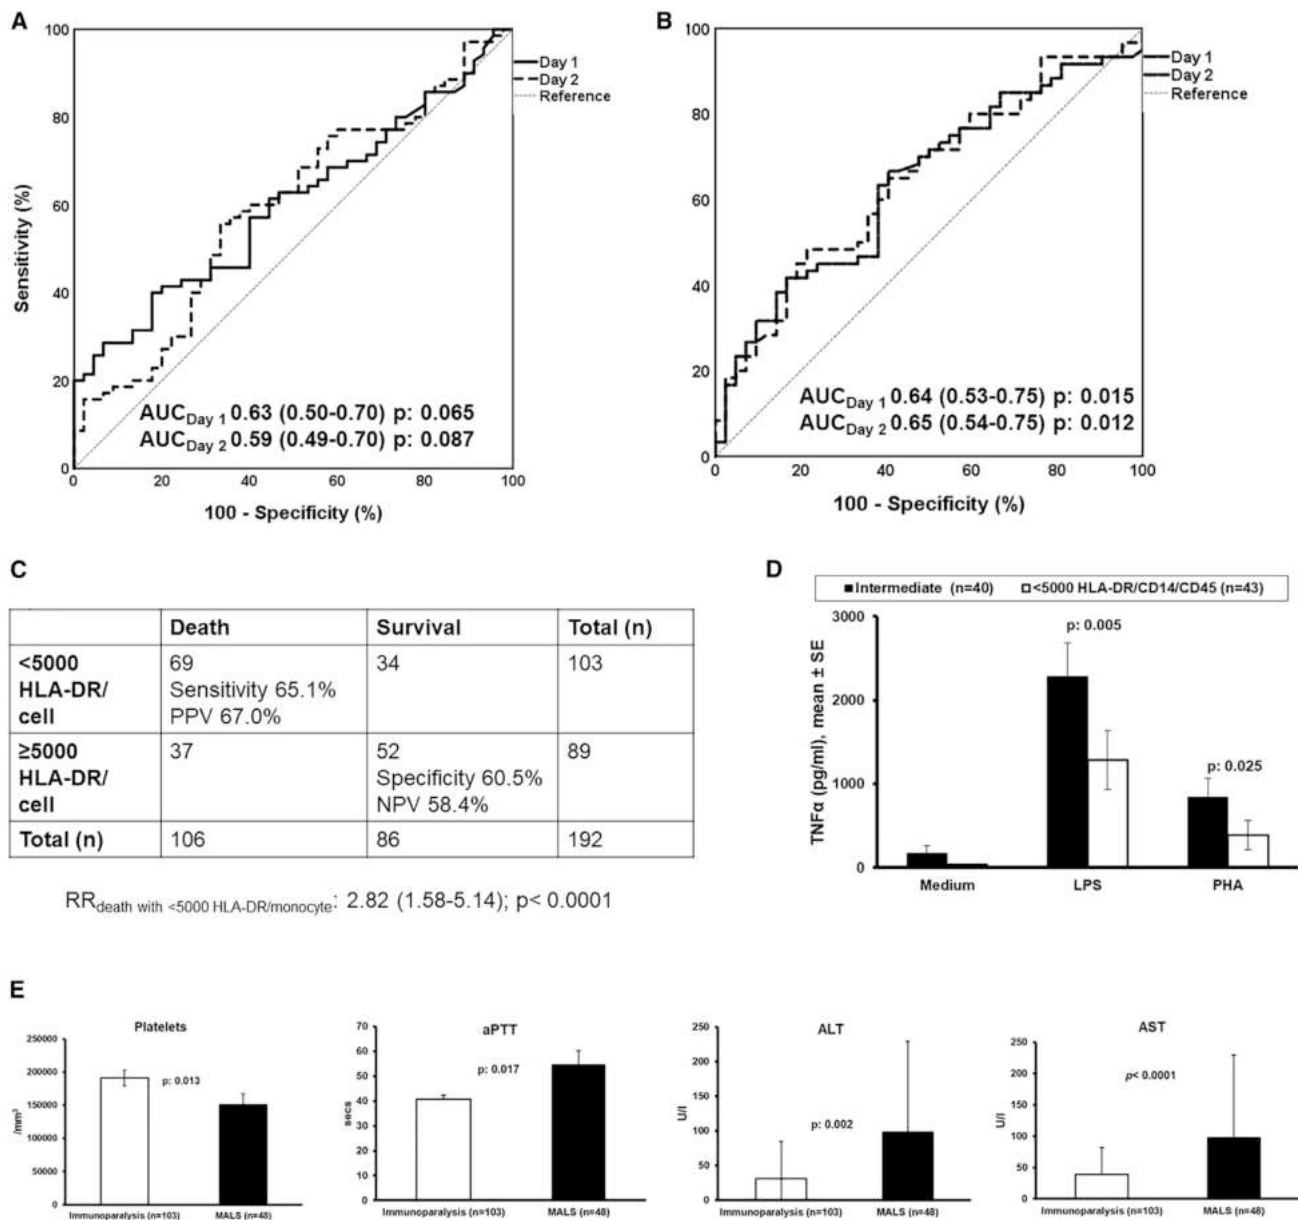 A
100
80
60
40
20
0
Sensitivity (%)
0 20 40 60 80 100
100 - Specificity (%)
Day 1
Day 2
Reference
AUC Day 1 0.63 (0.50-0.70) p: 0.065
AUC Day 2 0.59 (0.49-0.70) p: 0.087
B
100
80
60
40
20
0
0 20 40 60 80 100
100 - Specificity (%)
Day 1
Day 2
Reference
AUC Day 1 0.64 (0.53-0.75) p: 0.015
AUC Day 2 0.65 (0.54-0.75) p: 0.012
C
Death Survival Total (n)
<5000 69 34 103
HLA-DR/ Sensitivity 65.1%
cell PPV 67.0%
≥5000 37 52 89
HLA-DR/ Specificity 60.5%
cell NPV 58.4%
Total (n) 106 86 192
RR death with <5000 HLA-DR/monocyte: 2.82 (1.58-5.14); p< 0.0001
D
Intermediate (n=40) <5000 HLA-DR/CD14/CD45 (n=43)
TNFα (pg/ml), mean ± SE
3000
2000
1000
0
p: 0.005
p: 0.025
Medium LPS PHA
E
Platelets
/mm³
250000
200000
150000
100000
50000
0
p: 0.013
Immunoparalysis (n=103) MALS (n=48)
aPTT
secs
70
60
50
40
30
20
10
0
p: 0.017
Immunoparalysis (n=103) MALS (n=48)
ALT
U/l
250
200
150
100
50
0
p: 0.002
Immunoparalysis (n=103) MALS (n=48)
AST
U/l
250
200
150
100
50
0
p< 0.0001
Immunoparalysis (n=103) MALS (n=48)